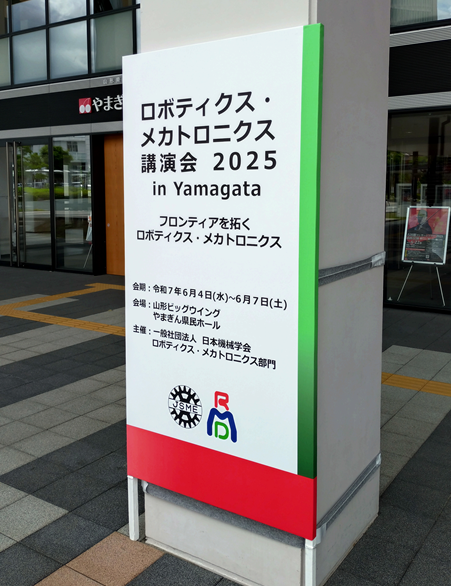 やまぎん
ロボティクス・
メカトロニクス
講演会 2025
in Yamagata
フロンティアを拓く
ロボティクス・メカトロニクス
会期：令和7年6月4日(水)~6月7日(土)
会場：山形ビッグウイング
やまぎん県民ホール
主催：一般社団法人 日本機械学会
ロボティクス・メカトロニクス部門
JSME
RMD